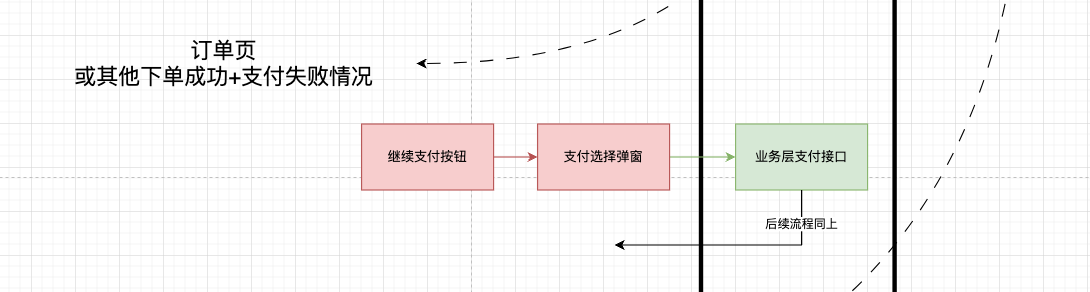 订单页
或其他下单成功+支付失败情况
继续支付按钮
支付选择弹窗
业务层支付接口
后续流程同上